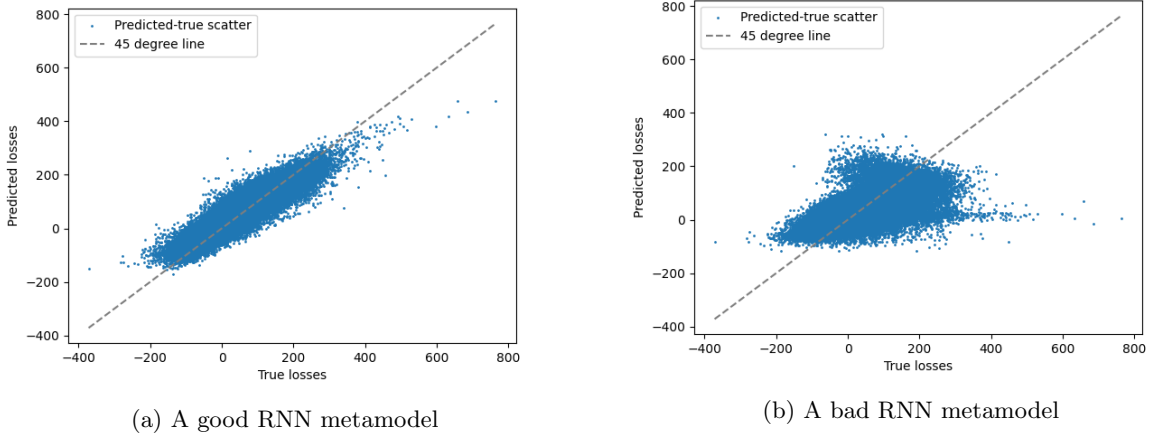 Predicted-true scatter
45 degree line
800
600
400
200
0
−200
−400
Predicted losses
−400 −200 0 200 400 600 800
True losses
(a) A good RNN metamodel
Predicted-true scatter
45 degree line
800
600
400
200
0
−200
−400
Predicted losses
−400 −200 0 200 400 600 800
True losses
(b) A bad RNN metamodel